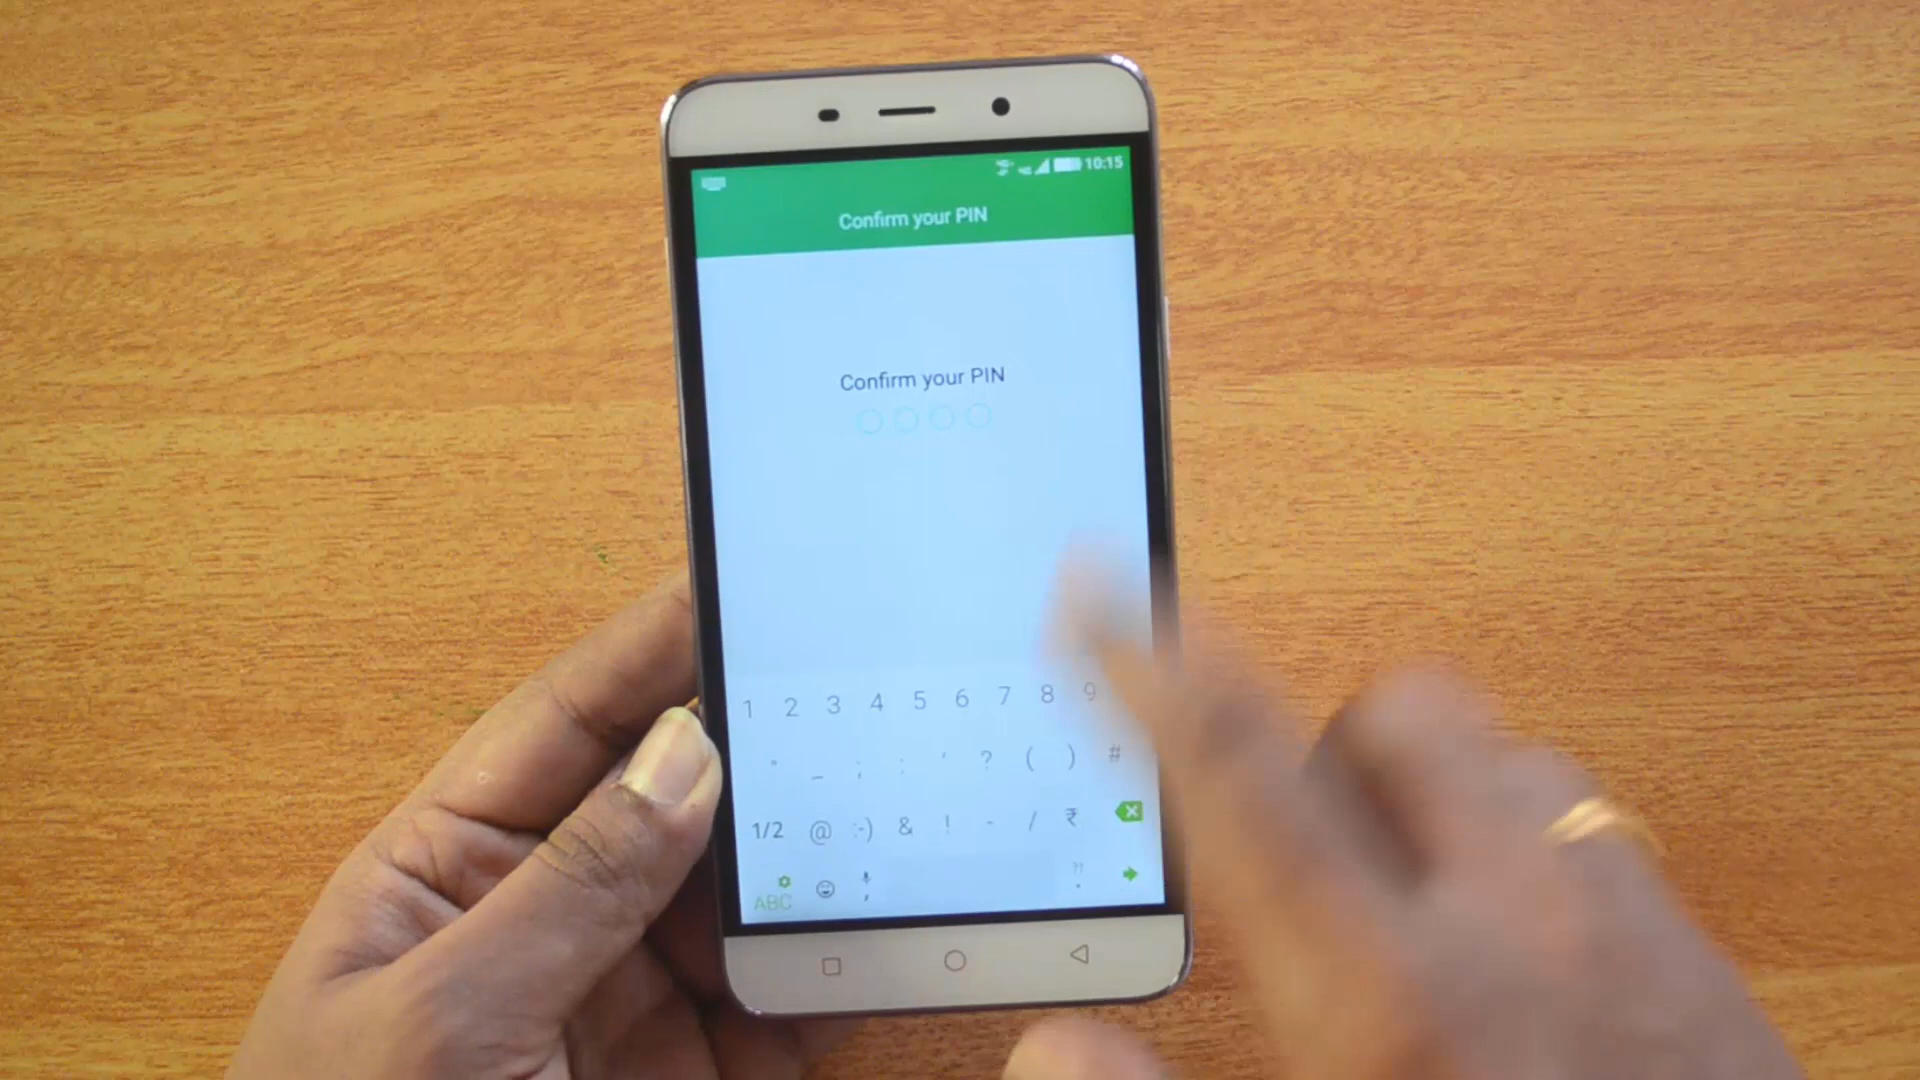 10:15
Confirm your PIN
Confirm your PIN
1 2 3 4 5 6 7 8 9
" _ ; : ' ? ( ) #
1/2 @ :-) & ! - / ₹
ABC , .